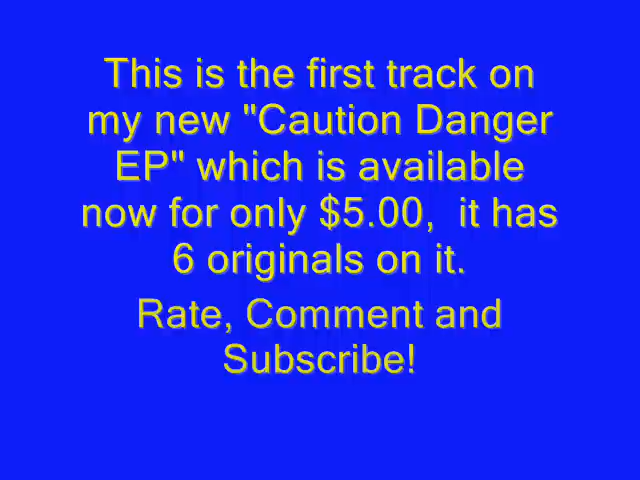 This is the first track on
my new "Caution Danger
EP" which is available
now for only $5.00,  it has
6 originals on it.
Rate, Comment and
Subscribe!